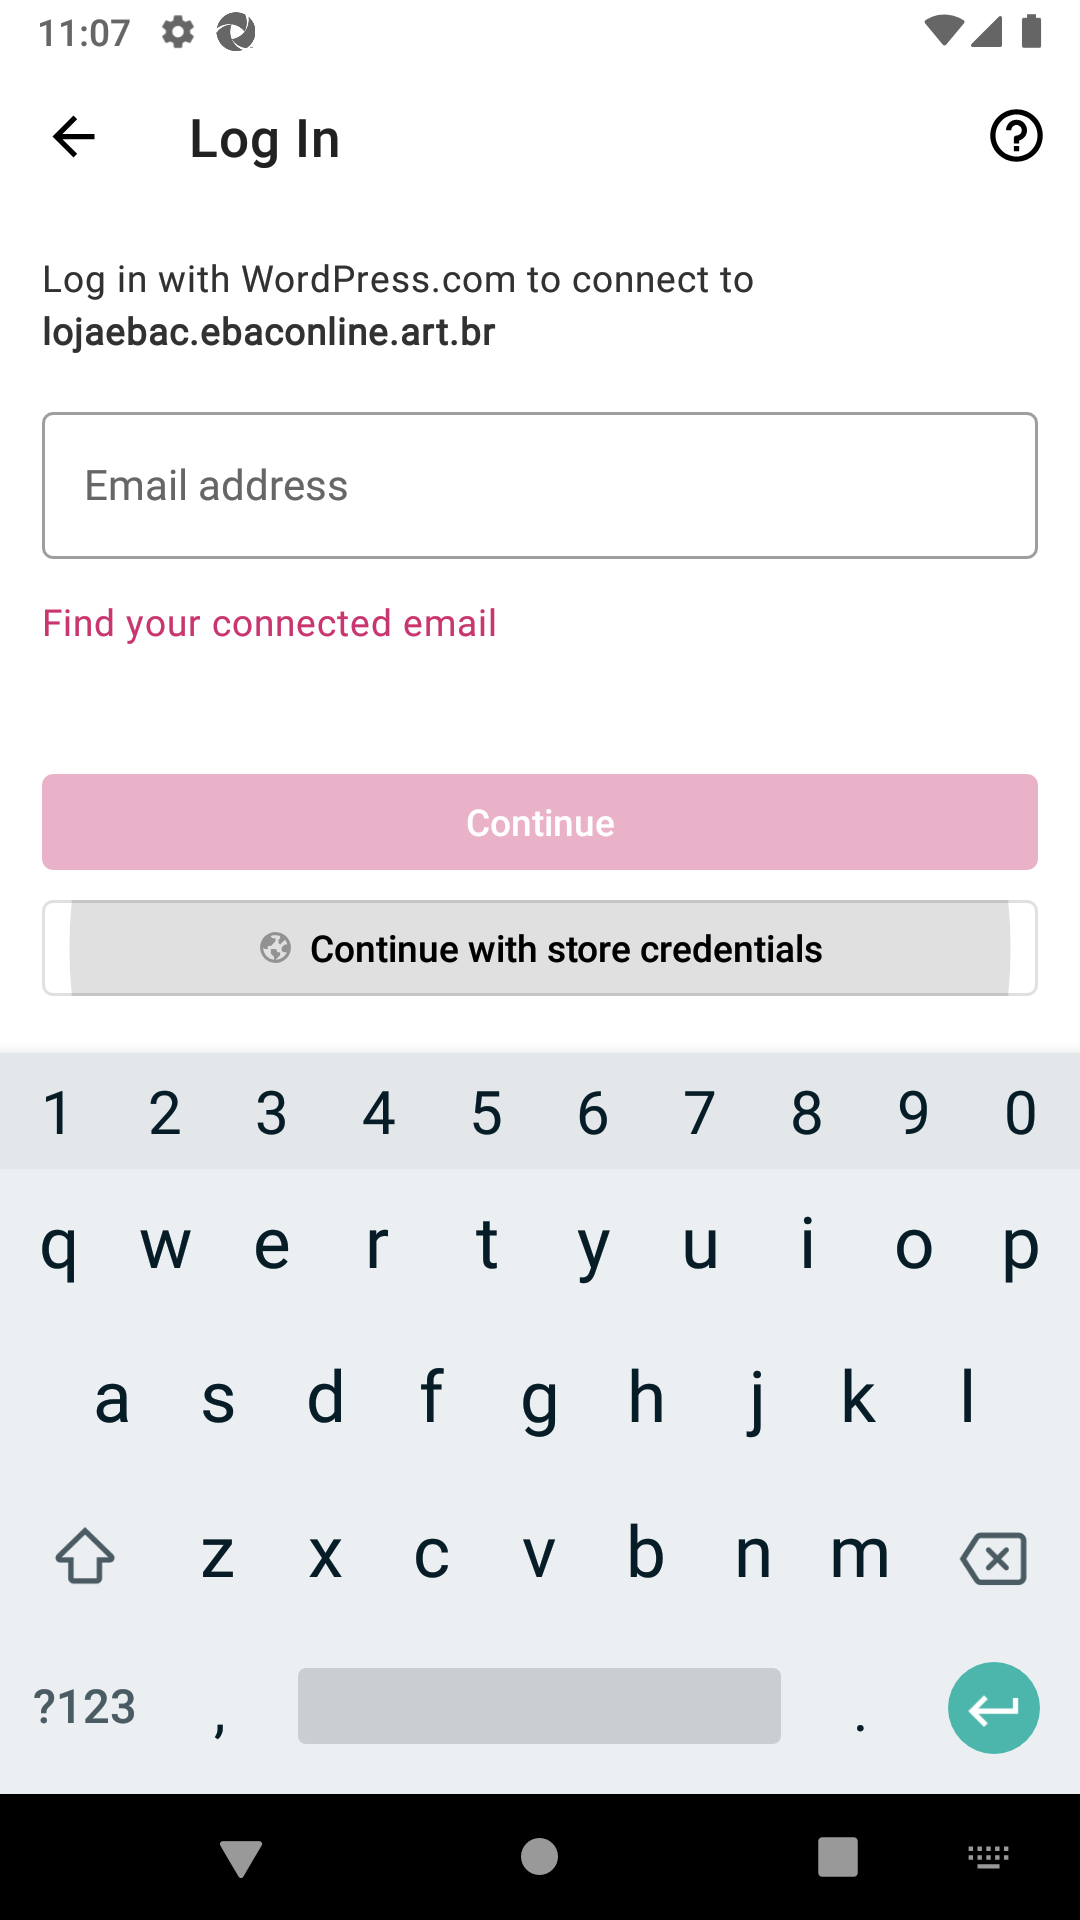 11:07
Log In
Log in with WordPress.com to connect to
lojaebac.ebaconline.art.br
Email address
Find your connected email
Continue
Continue with store credentials
1 2 3 4 5 6 7 8 9 0
q w e r t y u i o p
a s d f g h j k l
z x c v b n m
?123 , .